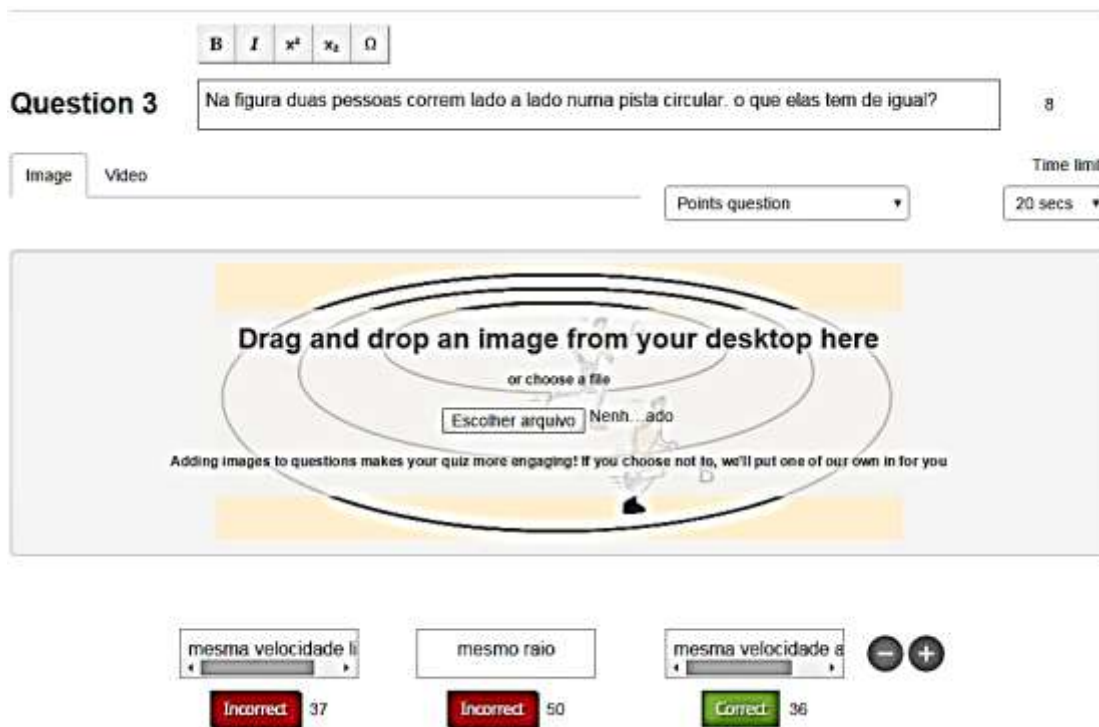 B I x² x₂ Ω
Question 3
Na figura duas pessoas correm lado a lado numa pista circular. o que elas tem de igual?
8
Image Video
Time limi
Points question
20 secs
Drag and drop an image from your desktop here
or choose a file
Escolher arquivo Nenh...ado
Adding images to questions makes your quiz more engaging! If you choose not to, we'll put one of our own in for you
D
mesma velocidade li
mesmo raio
mesma velocidade a
Incorrect 37
Incorrect 50
Correct 36